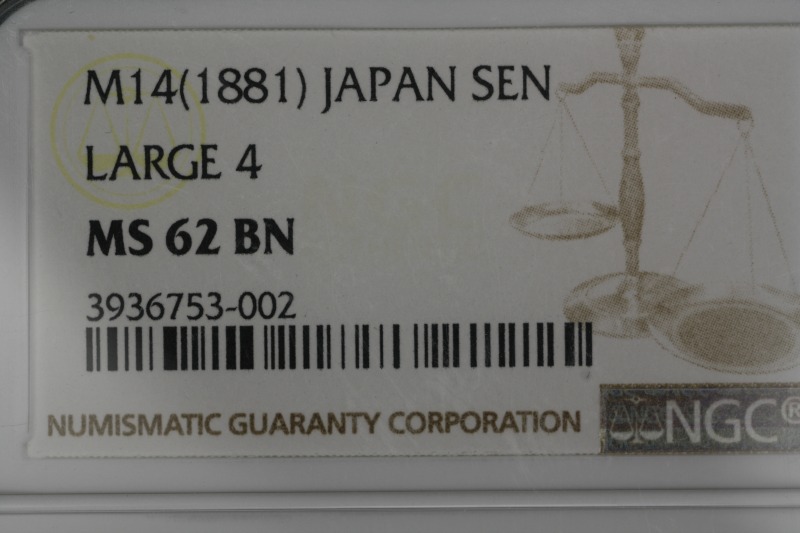 M14(1881) JAPAN SEN
LARGE 4
MS 62 BN
3936753-002
NUMISMATIC GUARANTY CORPORATION
NGC®